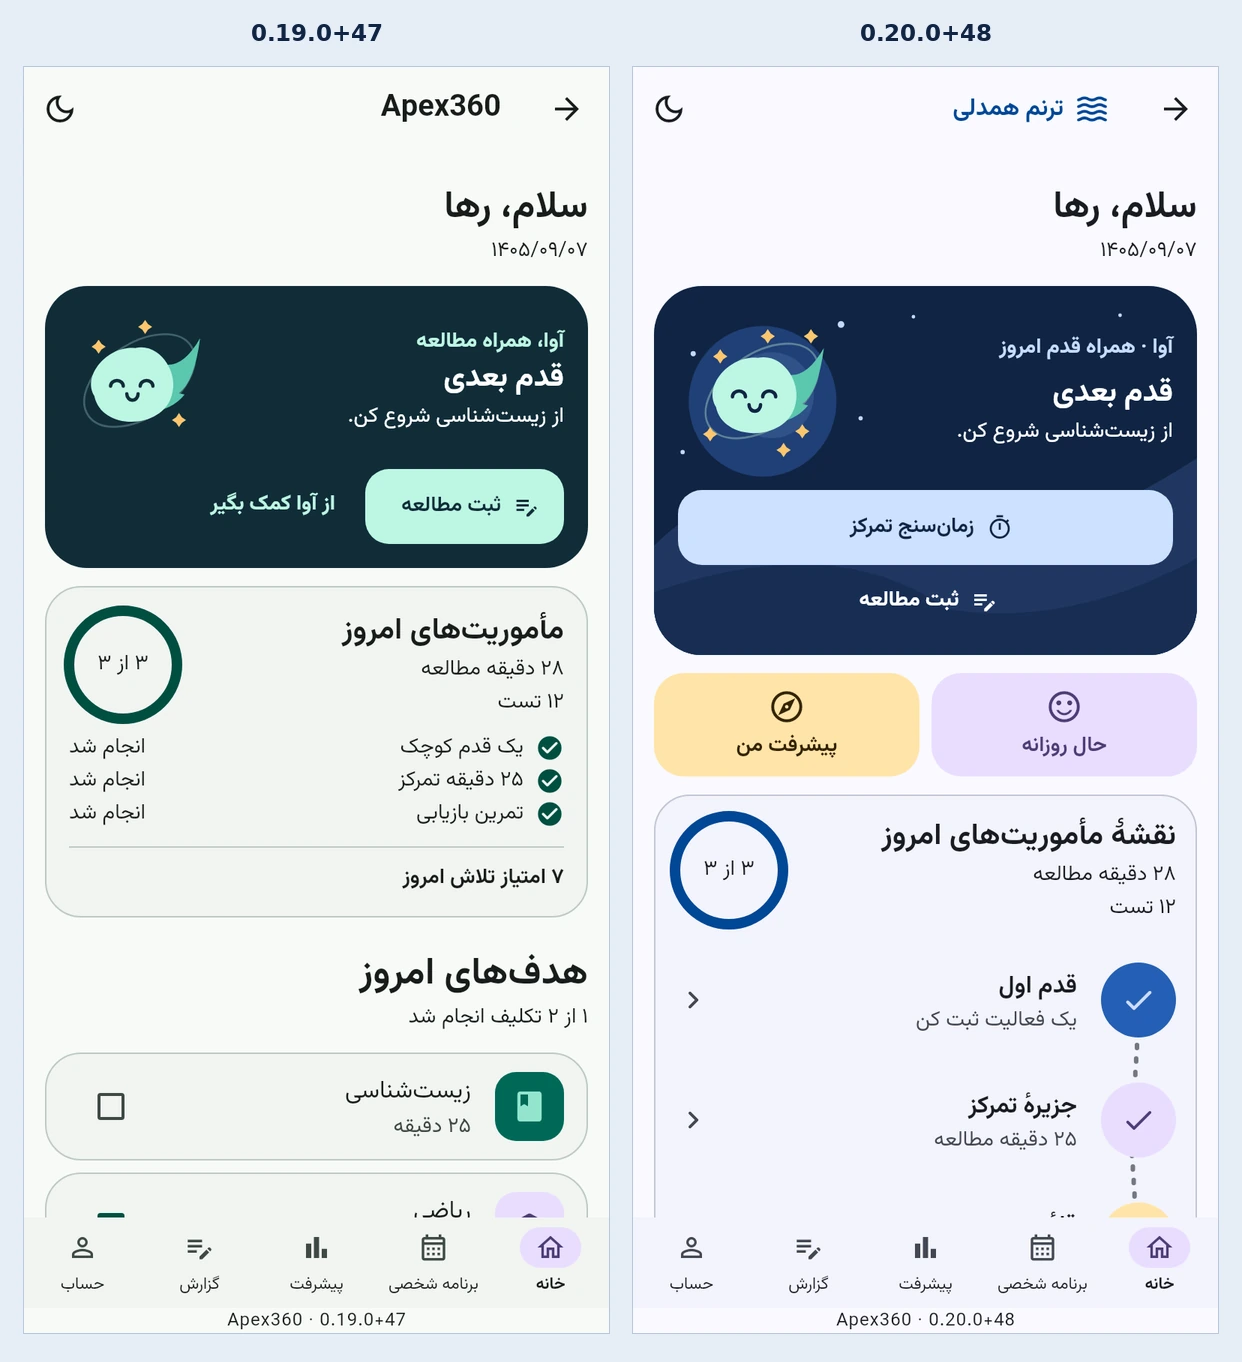 0.19.0+47
Apex360
سلام، رها
۱۴۰۵/۰۹/۰۷
آوا، همراه مطالعه
قدم بعدی
از زیست‌شناسی شروع کن.
ثبت مطالعه
از آوا کمک بگیر
مأموریت‌های امروز
۲۸ دقیقه مطالعه
۱۲ تست
۳ از ۳
یک قدم کوچک
انجام شد
۲۵ دقیقه تمرکز
انجام شد
تمرین بازیابی
انجام شد
۷ امتیاز تلاش امروز
هدف‌های امروز
۱ از ۲ تکلیف انجام شد
زیست‌شناسی
۲۵ دقیقه
ریاضی
خانه
برنامه شخصی
پیشرفت
گزارش
حساب
Apex360 · 0.19.0+47
0.20.0+48
ترنم همدلی
سلام، رها
۱۴۰۵/۰۹/۰۷
آوا · همراه قدم امروز
قدم بعدی
از زیست‌شناسی شروع کن.
زمان‌سنج تمرکز
ثبت مطالعه
حال روزانه
پیشرفت من
نقشهٔ مأموریت‌های امروز
۲۸ دقیقه مطالعه
۱۲ تست
۳ از ۳
قدم اول
یک فعالیت ثبت کن
جزیرهٔ تمرکز
۲۵ دقیقه مطالعه
خانه
برنامه شخصی
پیشرفت
گزارش
حساب
Apex360 · 0.20.0+48